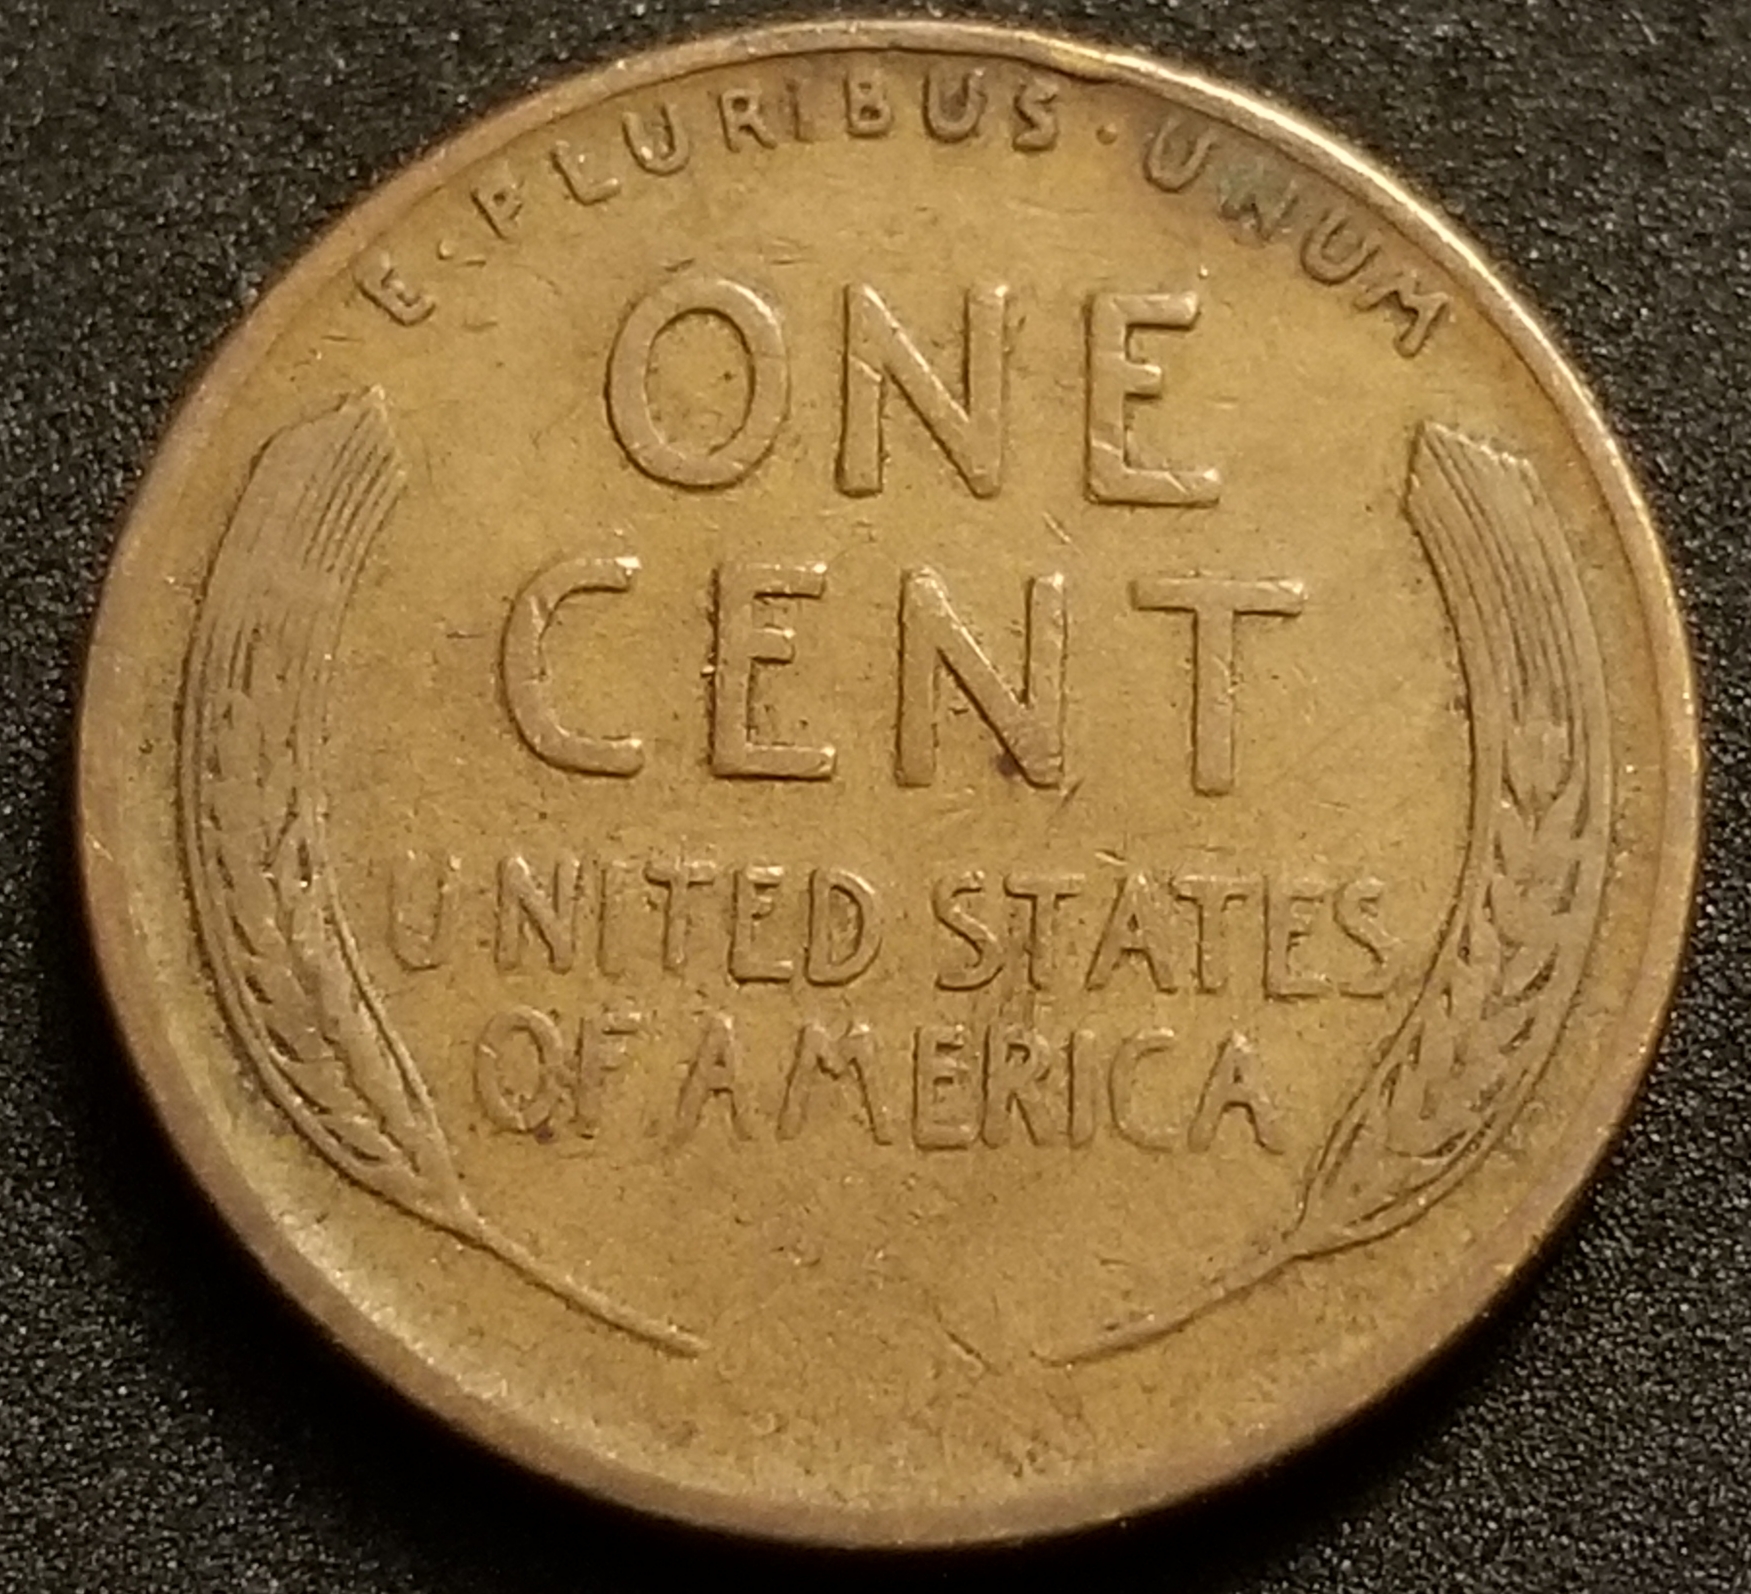 E·PLURIBUS·UNUM
ONE
CENT
UNITED STATES
OF AMERICA